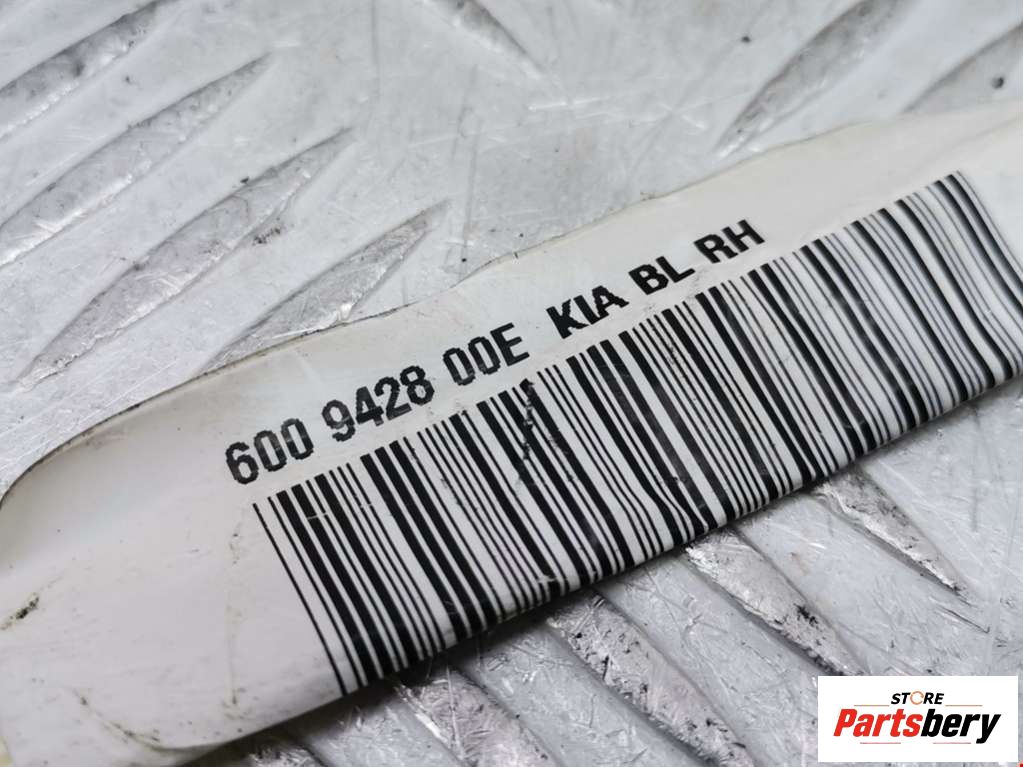 600 9428 00E KIA BL RH
STORE
Partsbery